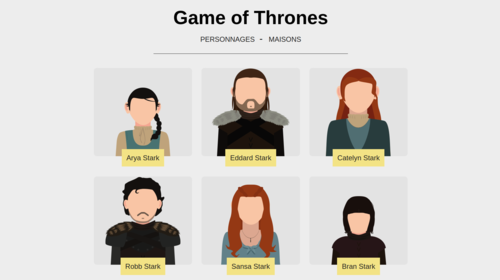 Game of Thrones
PERSONNAGES - MAISONS
Arya Stark
Eddard Stark
Catelyn Stark
Robb Stark
Sansa Stark
Bran Stark